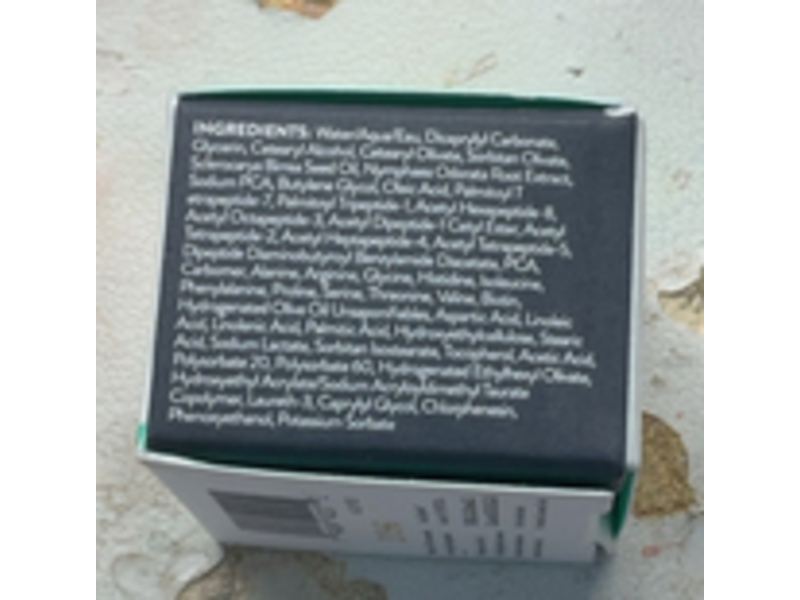 INGREDIENTS: Water/Aqua/Eau, Dicaprylyl Carbonate,
Glycerin, Cetearyl Alcohol, Cetearyl Olivate, Sorbitan Olivate,
Sclerocarya Birrea Seed Oil, Nymphaea Odorata Root Extract,
Sodium PCA, Butylene Glycol, Oleic Acid, Palmitoyl T
etrapeptide-7, Palmitoyl Tripeptide-1, Acetyl Hexapeptide-8,
Acetyl Octapeptide-3, Acetyl Dipeptide-1 Cetyl Ester, Acetyl
Tetrapeptide-2, Acetyl Heptapeptide-4, Acetyl Tetrapeptide-5,
Dipeptide Diaminobutyroyl Benzylamide Diacetate, PCA,
Carbomer, Alanine, Arginine, Glycine, Histidine, Isoleucine,
Phenylalanine, Proline, Serine, Threonine, Valine, Biotin,
Hydrogenated Olive Oil Unsaponifiables, Aspartic Acid, Linoleic
Acid, Linolenic Acid, Palmitic Acid, Hydroxyethylcellulose, Stearic
Acid, Sodium Lactate, Sorbitan Isostearate, Tocopherol, Acetic Acid,
Polysorbate 20, Polysorbate 60, Hydrogenated Ethylhexyl Olivate,
Hydroxyethyl Acrylate/Sodium Acryloyldimethyl Taurate
Copolymer, Laureth-3, Caprylyl Glycol, Chlorphenesin,
Phenoxyethanol, Potassium Sorbate